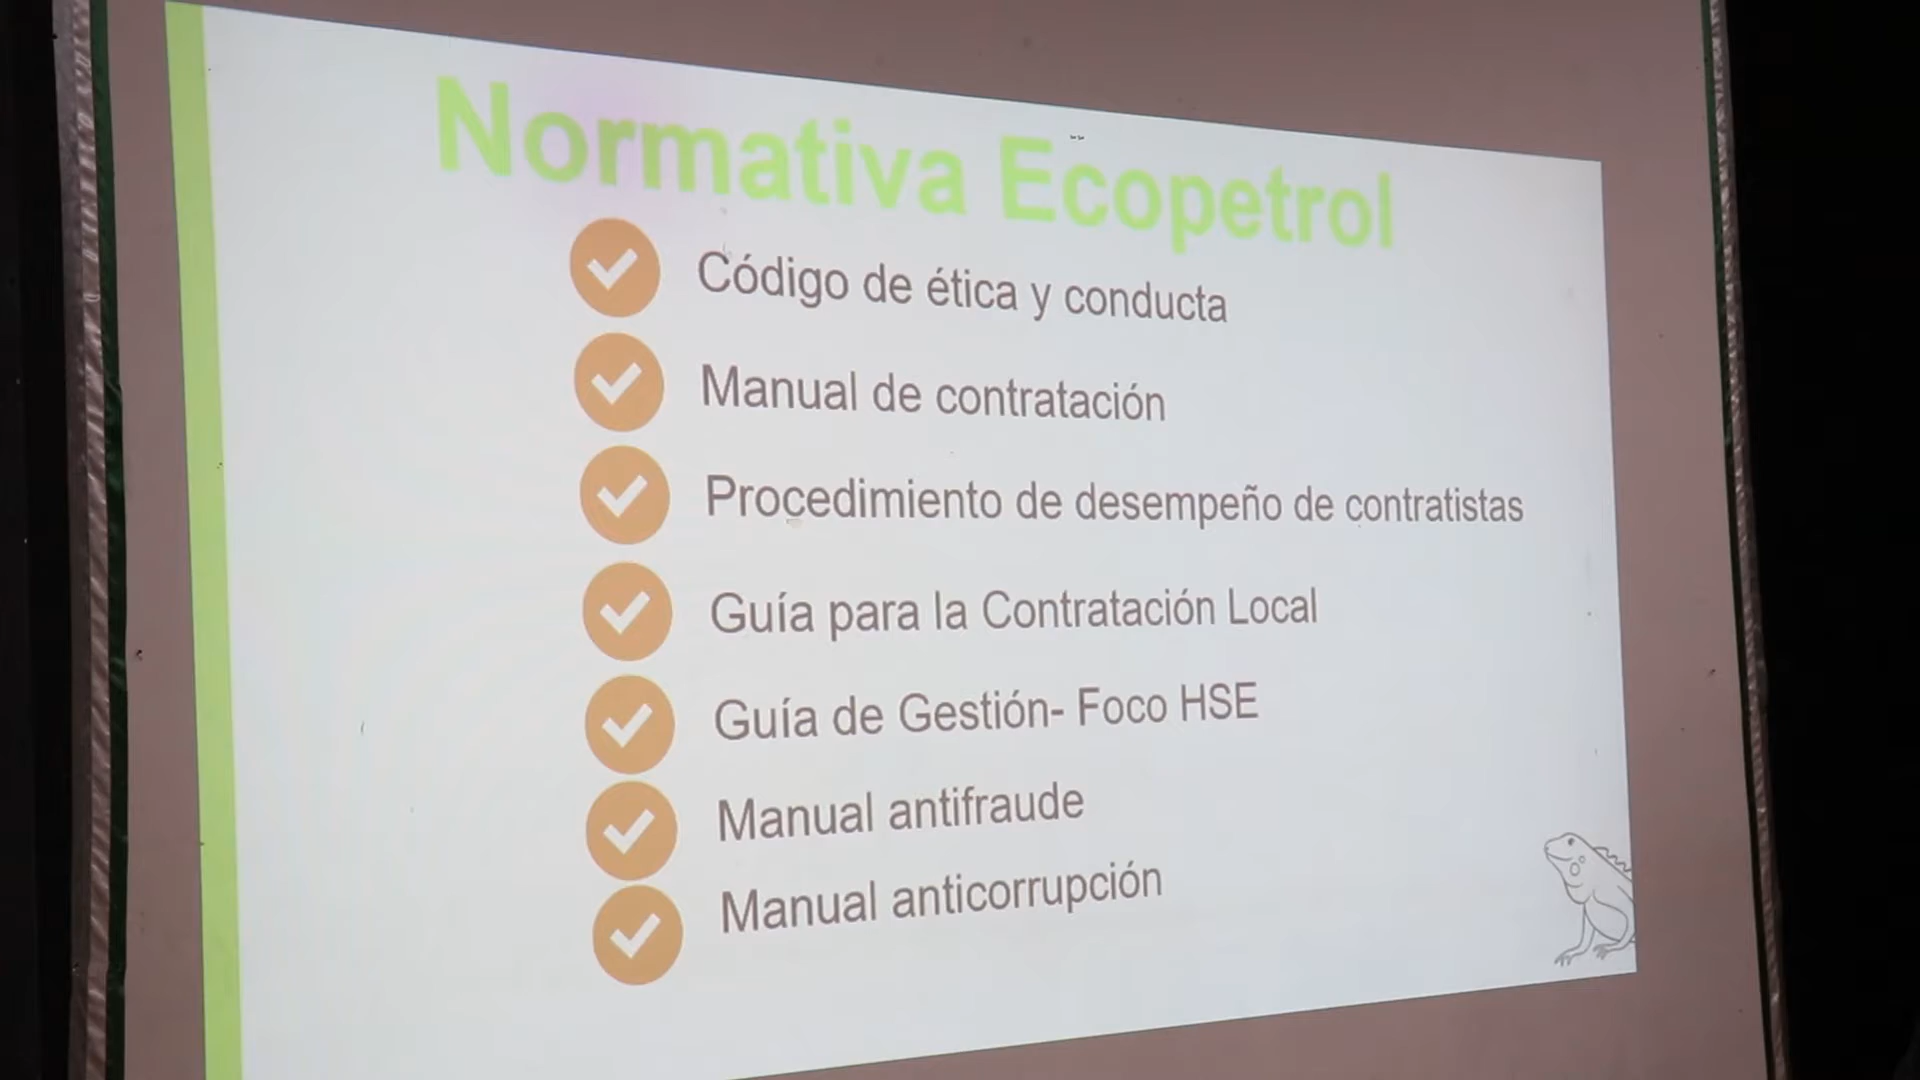 Normativa Ecopetrol
Código de ética y conducta
Manual de contratación
Procedimiento de desempeño de contratistas
Guía para la Contratación Local
Guía de Gestión- Foco HSE
Manual antifraude
Manual anticorrupción